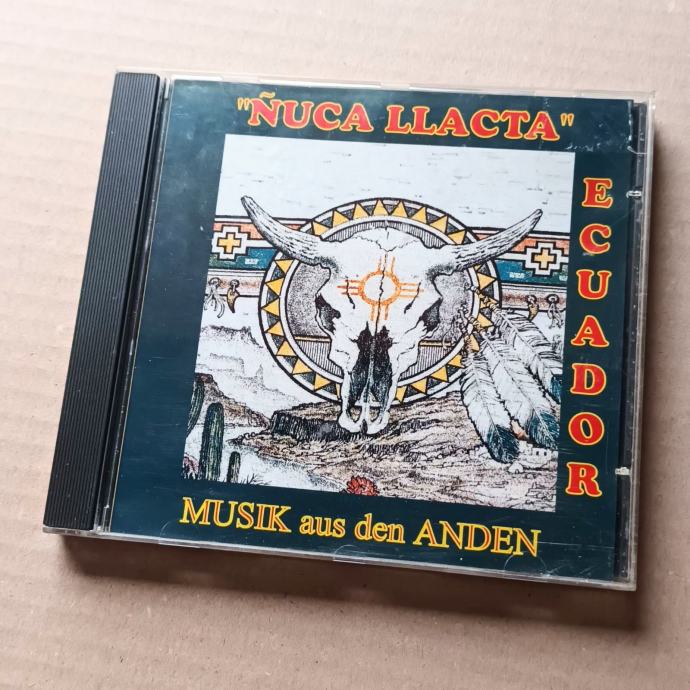 "ÑUCA LLACTA"
ECUADOR
MUSIK aus den ANDEN